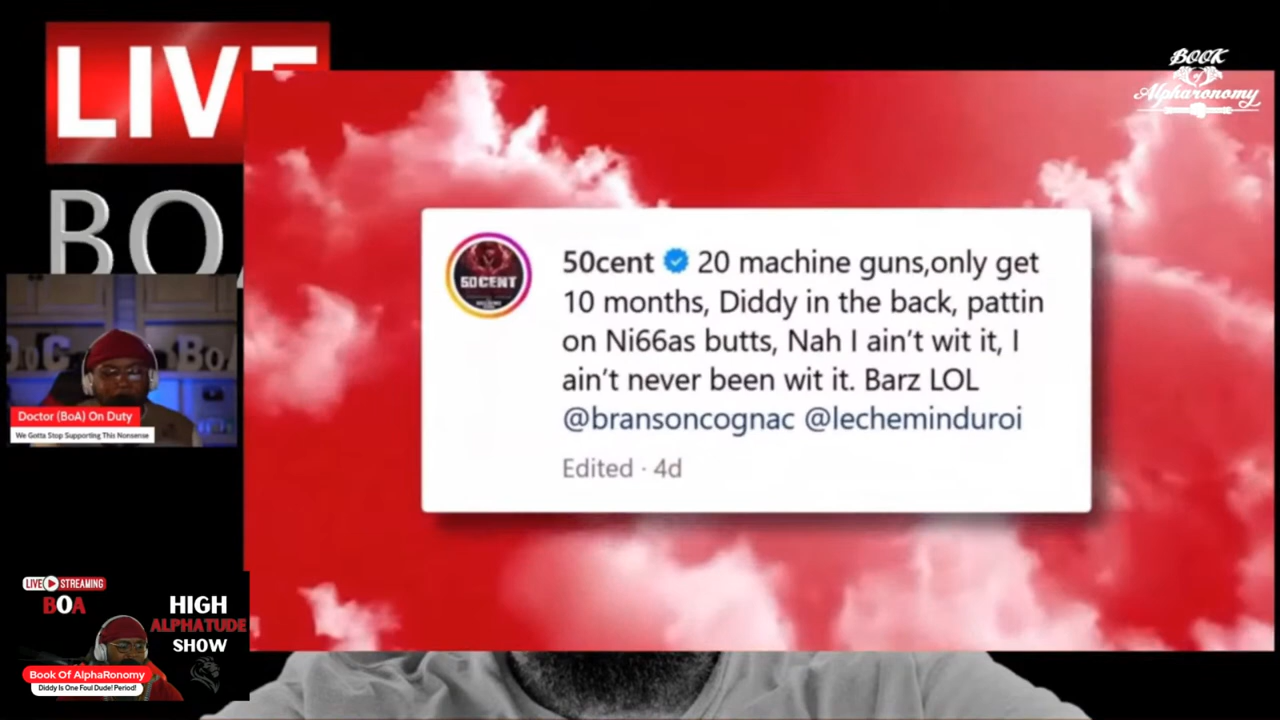 LIVE
BOOK
of
Alpharonomy
BOA
50cent 20 machine guns,only get
10 months, Diddy in the back, pattin
on Ni66as butts, Nah I ain't wit it, I
ain't never been wit it. Barz LOL
@bransoncognac @lecheminduroi
Edited · 4d
50CENT
Doctor (BoA) On Duty
We Gotta Stop Supporting This Nonsense
LIVE STREAMING
BOA
HIGH
ALPHATUDE
SHOW
Book Of AlphaRonomy
Diddy Is One Foul Dude! Period!